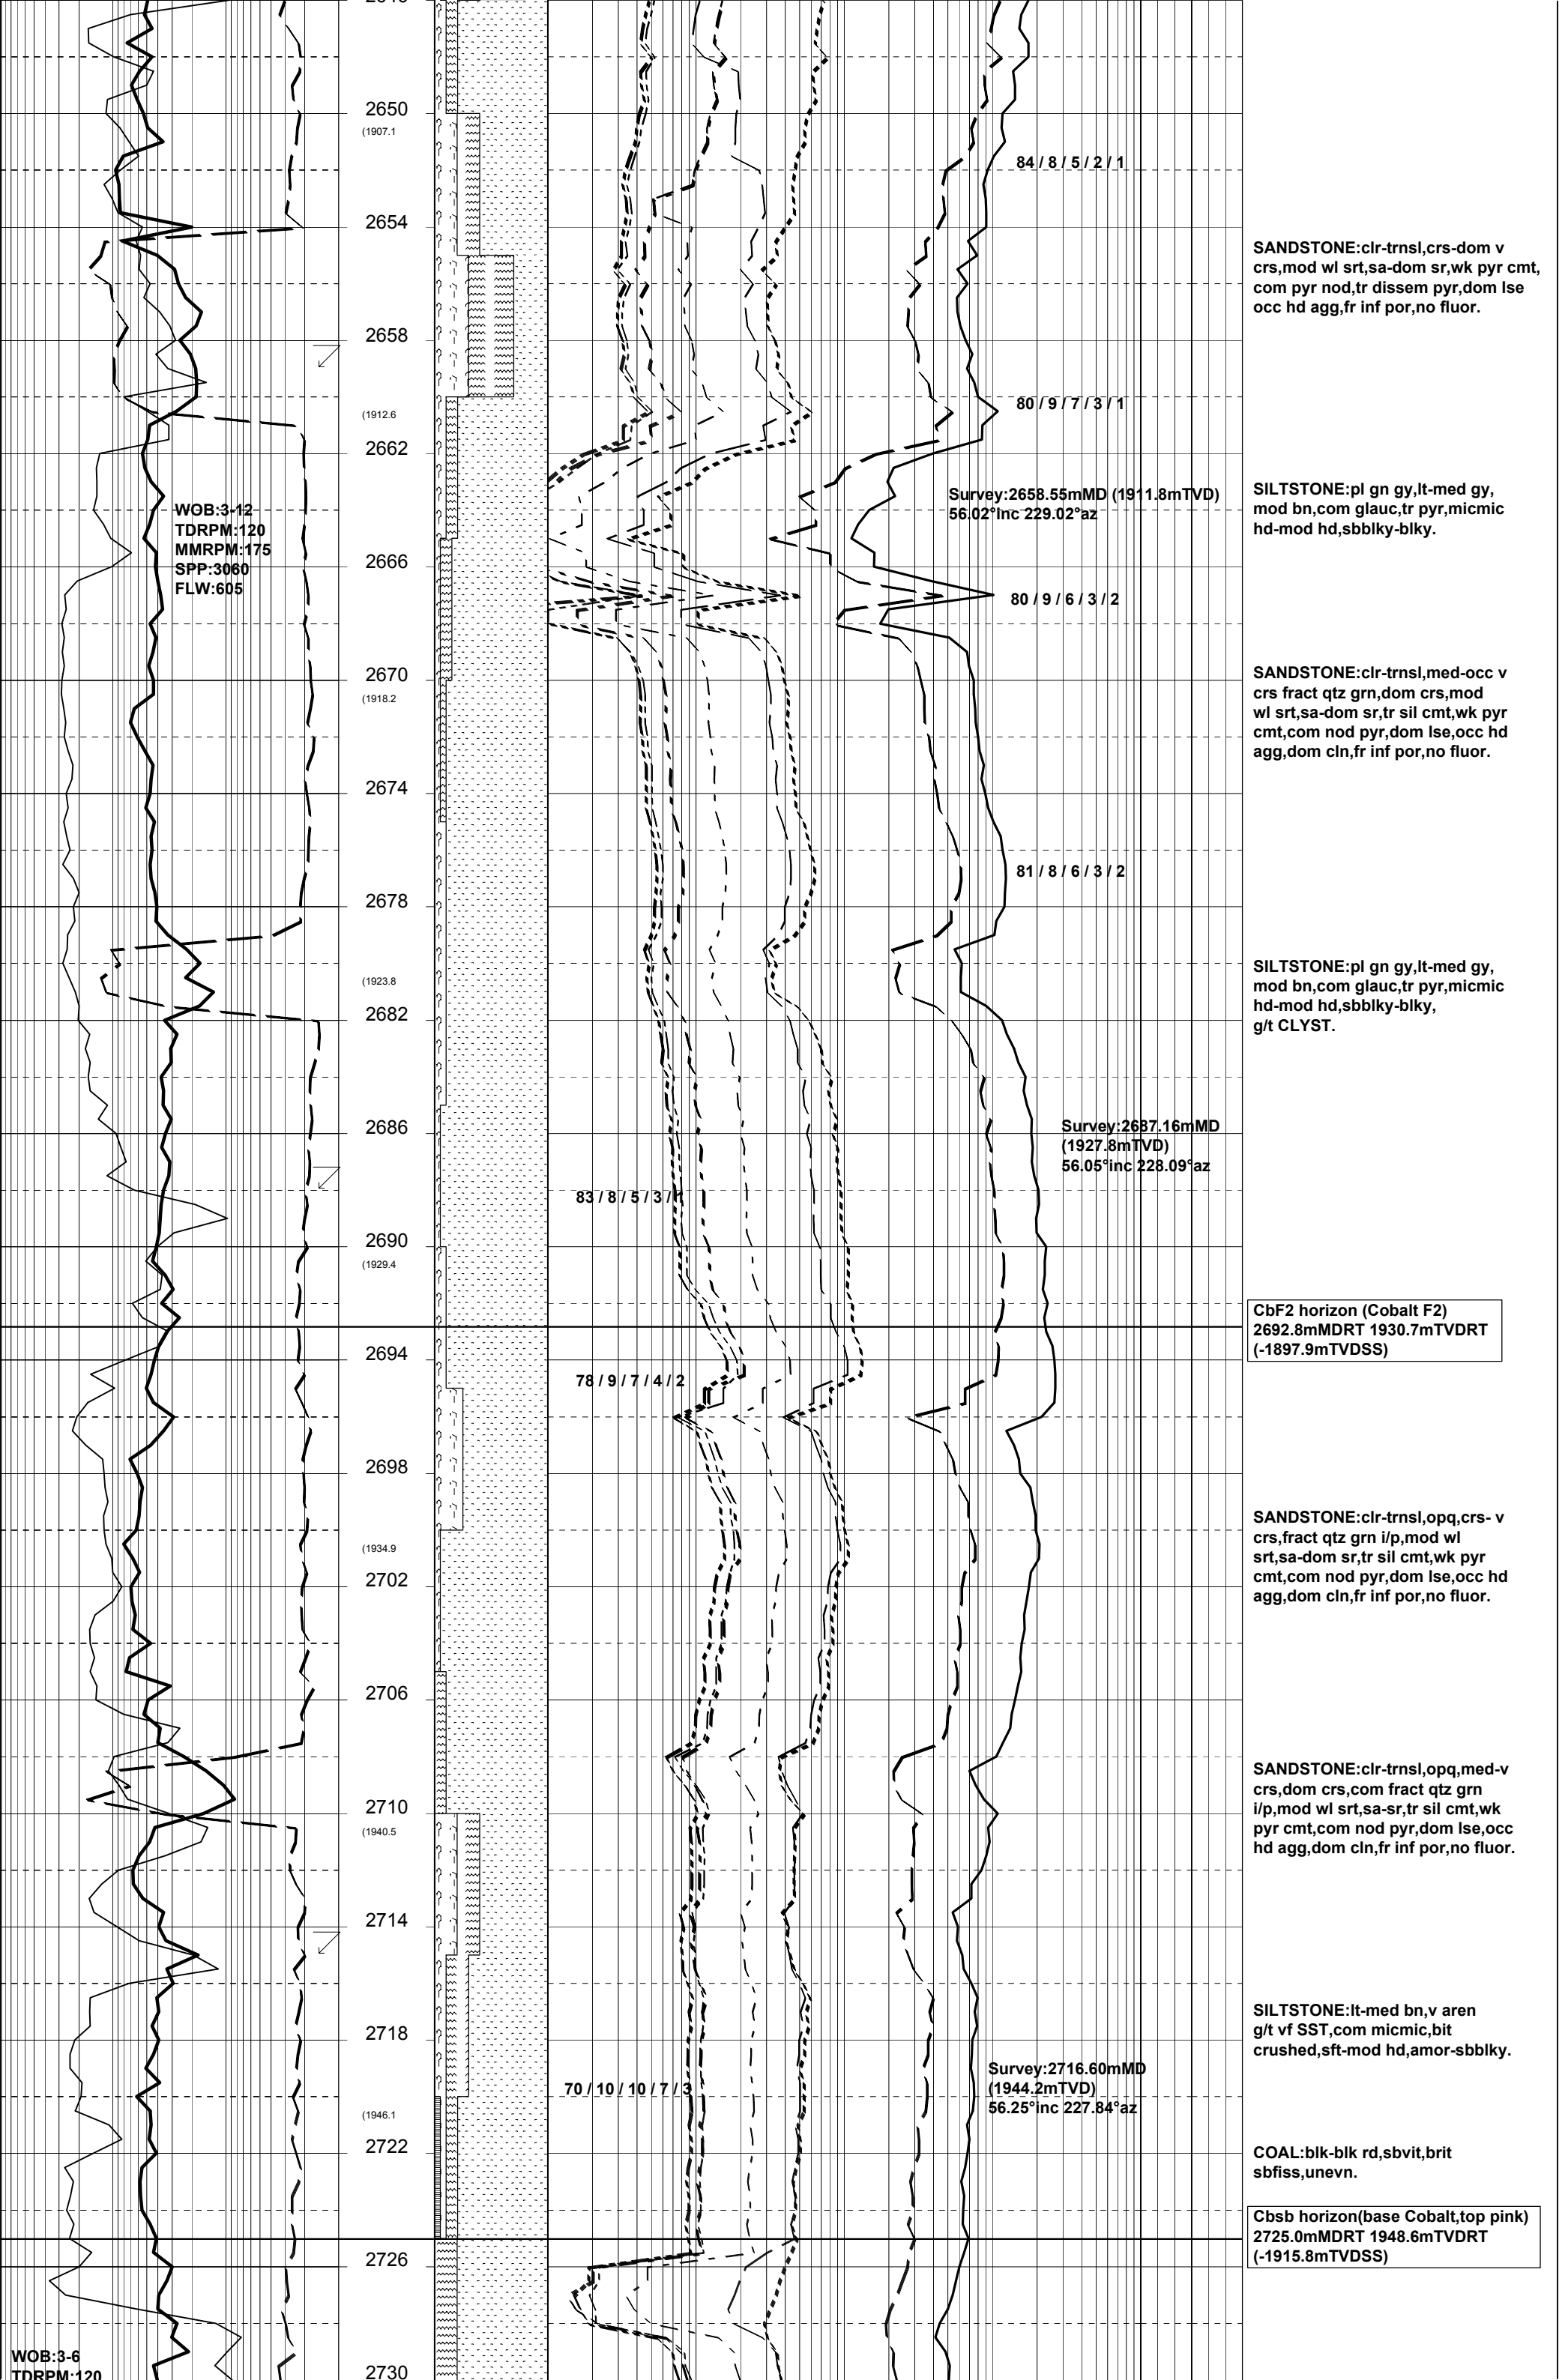 2650
(1907.1
2654
2658
(1912.6
2662
2666
2670
(1918.2
2674
2678
(1923.8
2682
2686
2690
(1929.4
2694
2698
(1934.9
2702
2706
2710
(1940.5
2714
2718
(1946.1
2722
2726
2730
WOB:3-12
TDRPM:120
MMRPM:175
SPP:3060
FLW:605
WOB:3-6
TDRPM:120
84 / 8 / 5 / 2 / 1
80 / 9 / 7 / 3 / 1
Survey:2658.55mMD (1911.8mTVD)
56.02°Inc 229.02°az
80 / 9 / 6 / 3 / 2
81 / 8 / 6 / 3 / 2
Survey:2687.16mMD
(1927.8mTVD)
56.05°inc 228.09°az
83 / 8 / 5 / 3 / 1
78 / 9 / 7 / 4 / 2
Survey:2716.60mMD
(1944.2mTVD)
56.25°inc 227.84°az
70 / 10 / 10 / 7 / 3
SANDSTONE:clr-trnsl,crs-dom v
crs,mod wl srt,sa-dom sr,wk pyr cmt,
com pyr nod,tr dissem pyr,dom lse
occ hd agg,fr inf por,no fluor.
SILTSTONE:pl gn gy,lt-med gy,
mod bn,com glauc,tr pyr,micmic
hd-mod hd,sbblky-blky.
SANDSTONE:clr-trnsl,med-occ v
crs fract qtz grn,dom crs,mod
wl srt,sa-dom sr,tr sil cmt,wk pyr
cmt,com nod pyr,dom lse,occ hd
agg,dom cln,fr inf por,no fluor.
SILTSTONE:pl gn gy,lt-med gy,
mod bn,com glauc,tr pyr,micmic
hd-mod hd,sbblky-blky,
g/t CLYST.
CbF2 horizon (Cobalt F2)
2692.8mMDRT 1930.7mTVDRT
(-1897.9mTVDSS)
SANDSTONE:clr-trnsl,opq,crs- v
crs,fract qtz grn i/p,mod wl
srt,sa-dom sr,tr sil cmt,wk pyr
cmt,com nod pyr,dom lse,occ hd
agg,dom cln,fr inf por,no fluor.
SANDSTONE:clr-trnsl,opq,med-v
crs,dom crs,com fract qtz grn
i/p,mod wl srt,sa-sr,tr sil cmt,wk
pyr cmt,com nod pyr,dom lse,occ
hd agg,dom cln,fr inf por,no fluor.
SILTSTONE:lt-med bn,v aren
g/t vf SST,com micmic,bit
crushed,sft-mod hd,amor-sbblky.
COAL:blk-blk rd,sbvit,brit
sbfiss,unevn.
Cbsb horizon(base Cobalt,top pink)
2725.0mMDRT 1948.6mTVDRT
(-1915.8mTVDSS)